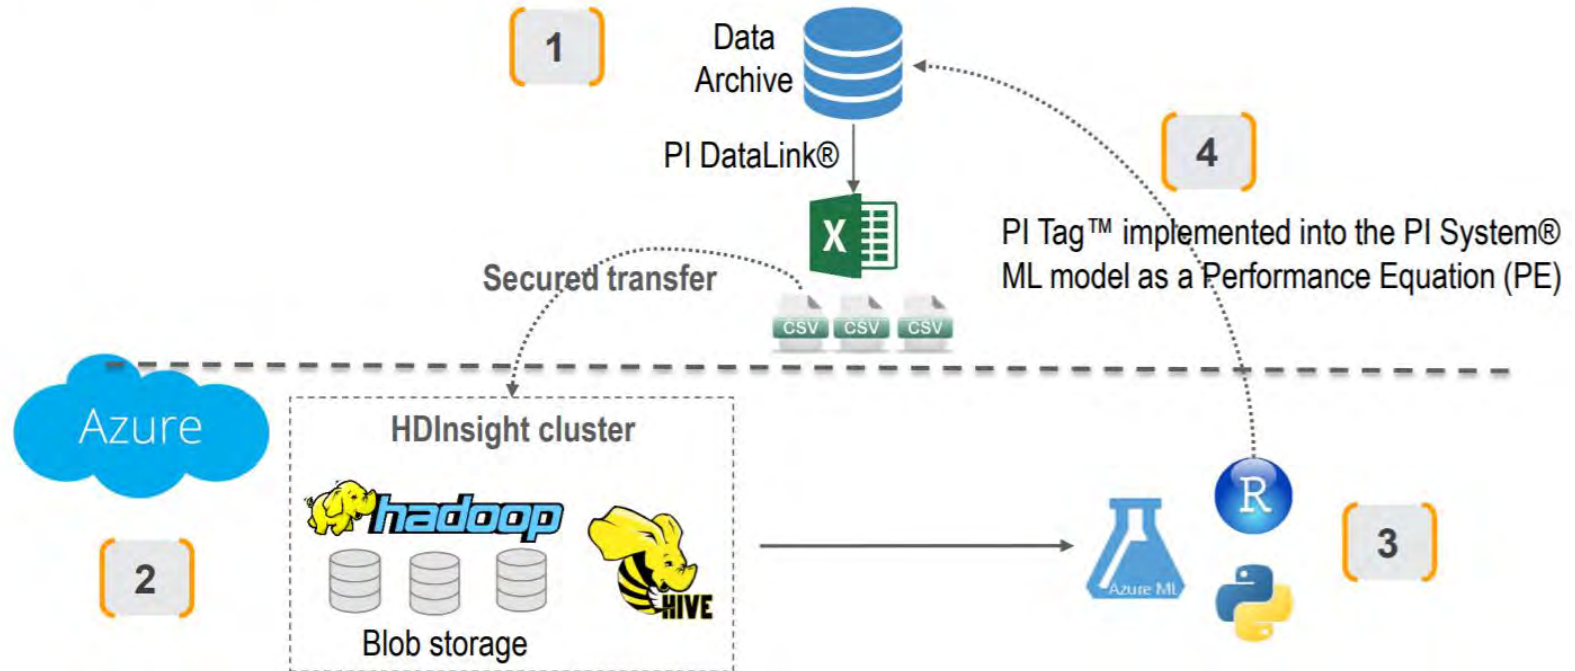 1
Data
Archive
PI DataLink®
X
4
PI Tag™ implemented into the PI System®
ML model as a Performance Equation (PE)
Secured transfer
CSV CSV CSV
Azure
HDInsight cluster
hadoop
HIVE
Blob storage
2
Azure ML
R
3